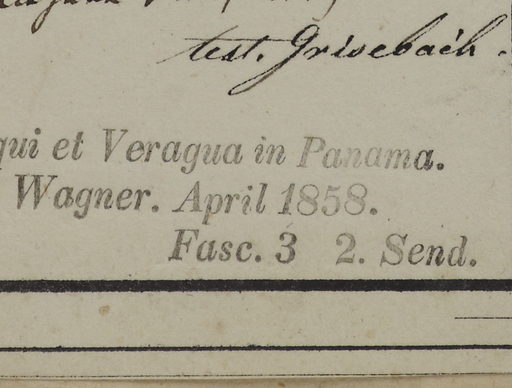 test. Grisebach.
qui et Veragua in Panama.
Wagner. April 1858.
Fasc. 3 2. Send.